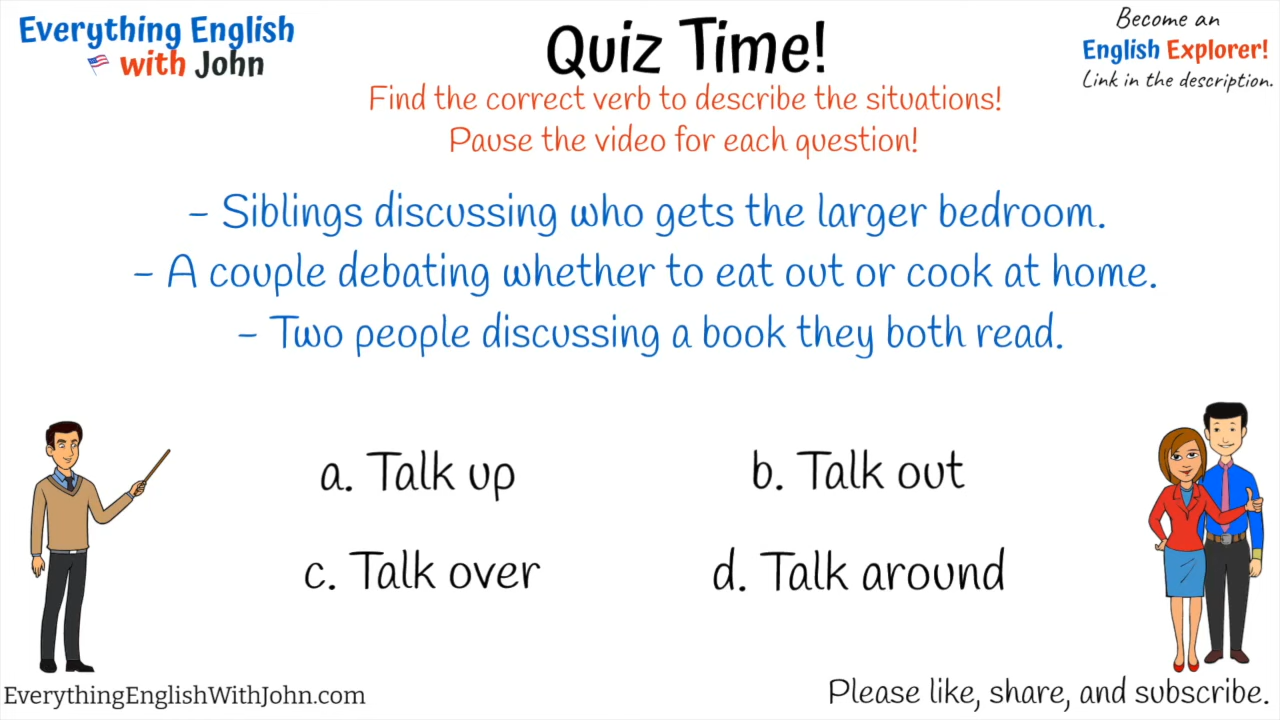 Everything English
with John
Quiz Time!
Become an
English Explorer!
Link in the description.
Find the correct verb to describe the situations!
Pause the video for each question!
- Siblings discussing who gets the larger bedroom.
- A couple debating whether to eat out or cook at home.
- Two people discussing a book they both read.
a. Talk up
b. Talk out
c. Talk over
d. Talk around
EverythingEnglishWithJohn.com
Please like, share, and subscribe.